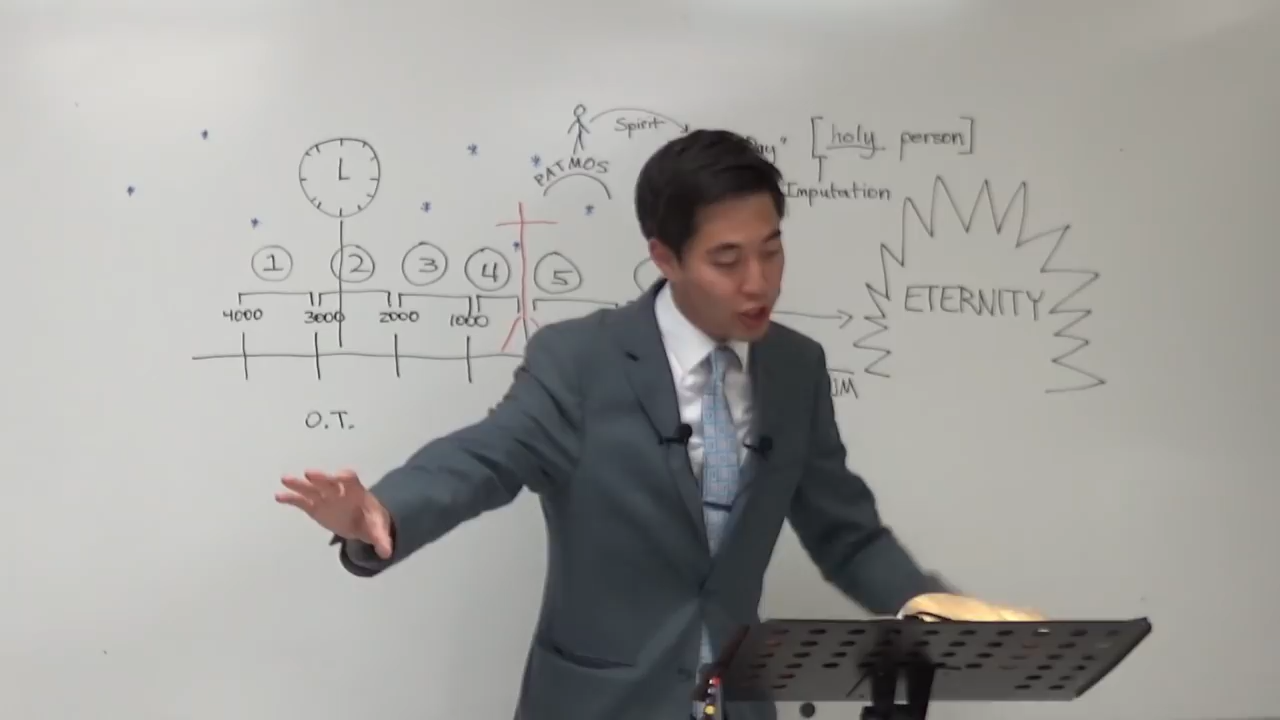 Spirit
[holy person]
PATMOS
Imputation
L
1 2 3 4 5
ETERNITY
4000 3000 2000 1000
O.T.